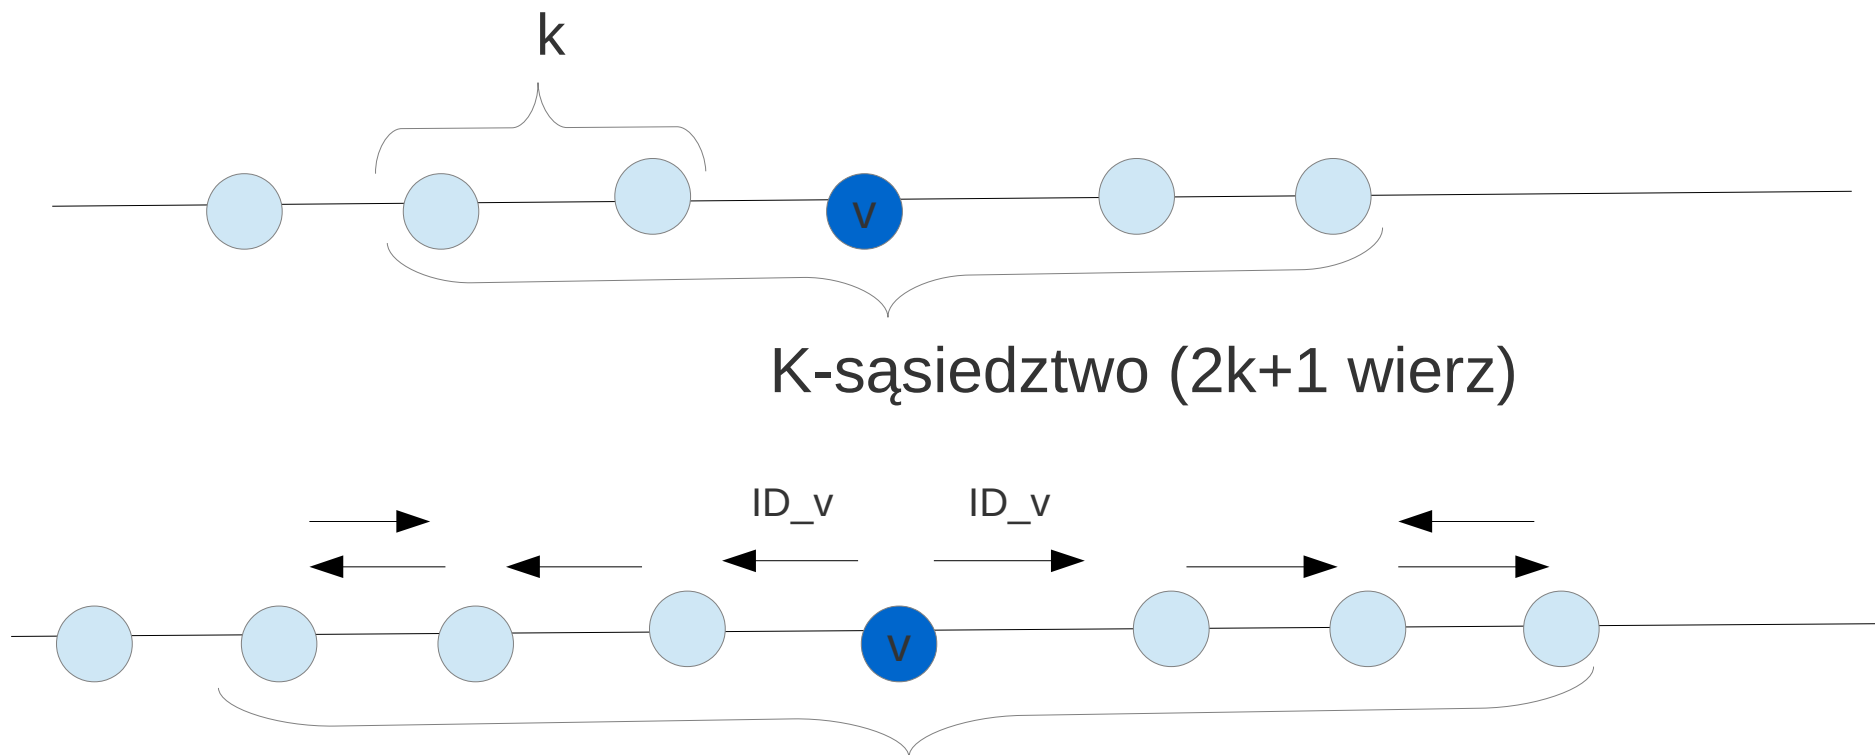 k
v
K-sąsiedztwo (2k+1 wierz)
ID_v ID_v
v